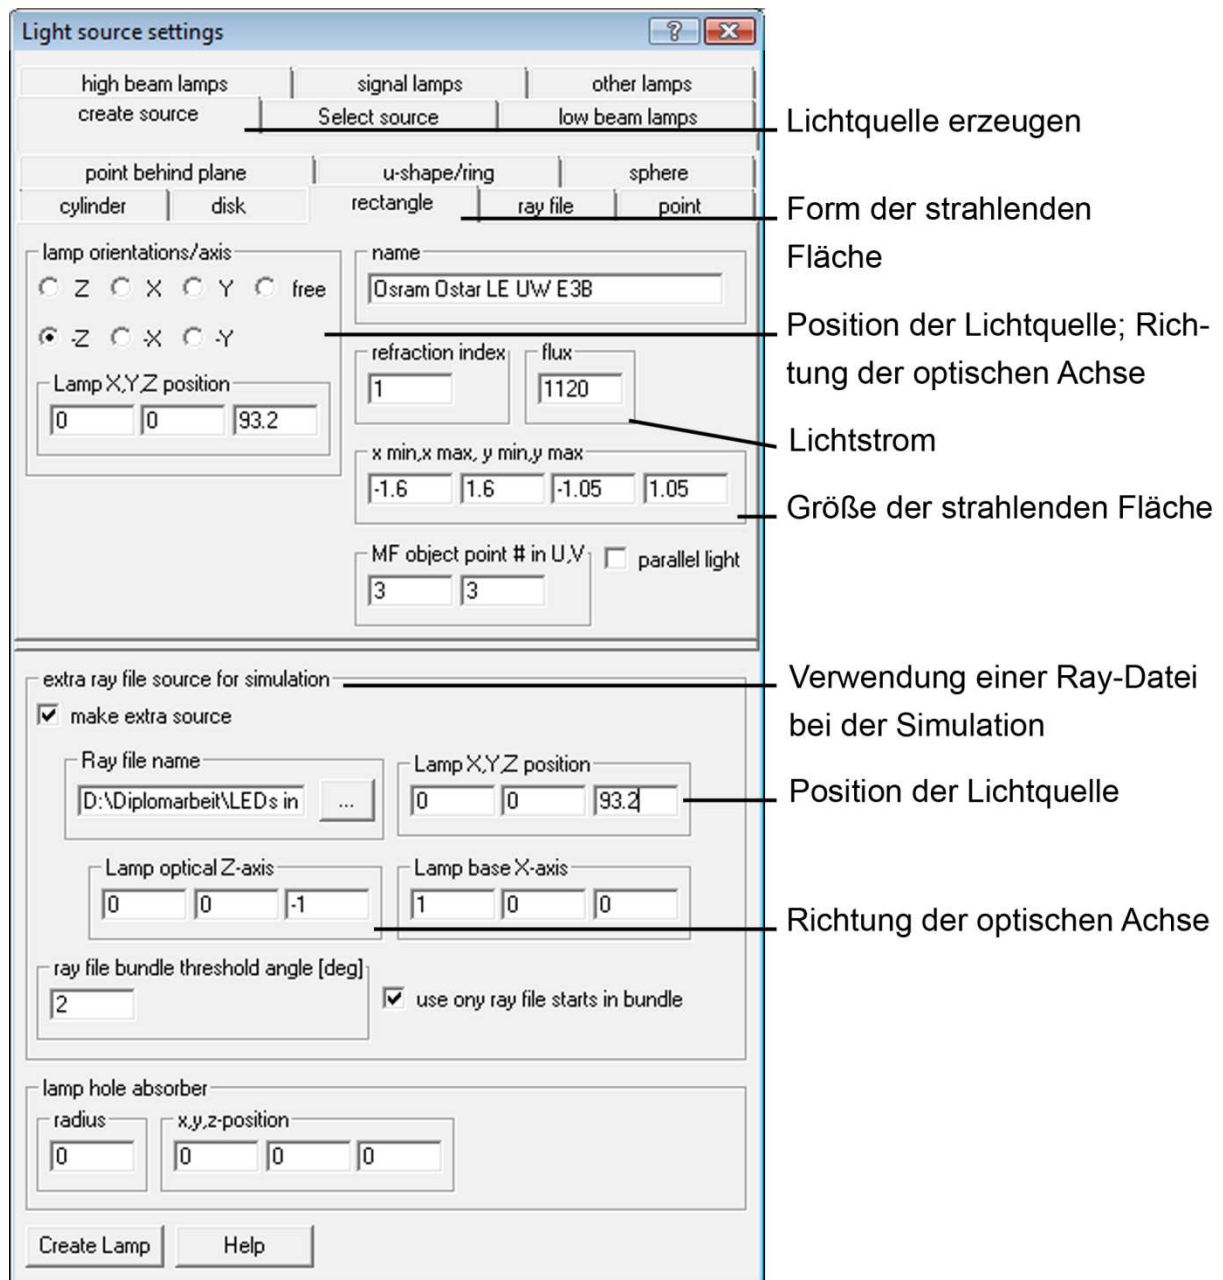 Light source settings
high beam lamps signal lamps other lamps
create source Select source low beam lamps
Lichtquelle erzeugen
point behind plane u-shape/ring sphere
cylinder disk rectangle ray file point
Form der strahlenden
Fläche
lamp orientations/axis
Z X Y free
-Z -X -Y
Lamp X,Y,Z position
0 0 93.2
name
Osram Ostar LE UW E3B
refraction index flux
1 1120
x min,x max, y min,y max
-1.6 1.6 -1.05 1.05
MF object point # in U,V
parallel light
3 3
Position der Lichtquelle; Rich-
tung der optischen Achse
Lichtstrom
Größe der strahlenden Fläche
extra ray file source for simulation
make extra source
Verwendung einer Ray-Datei
bei der Simulation
Ray file name
D:\Diplomarbeit\LEDs in ...
Lamp X,Y,Z position
0 0 93.2
Position der Lichtquelle
Lamp optical Z-axis
0 0 -1
Lamp base X-axis
1 0 0
Richtung der optischen Achse
ray file bundle threshold angle [deg]
2
use ony ray file starts in bundle
lamp hole absorber
radius x,y,z-position
0 0 0 0
Create Lamp Help